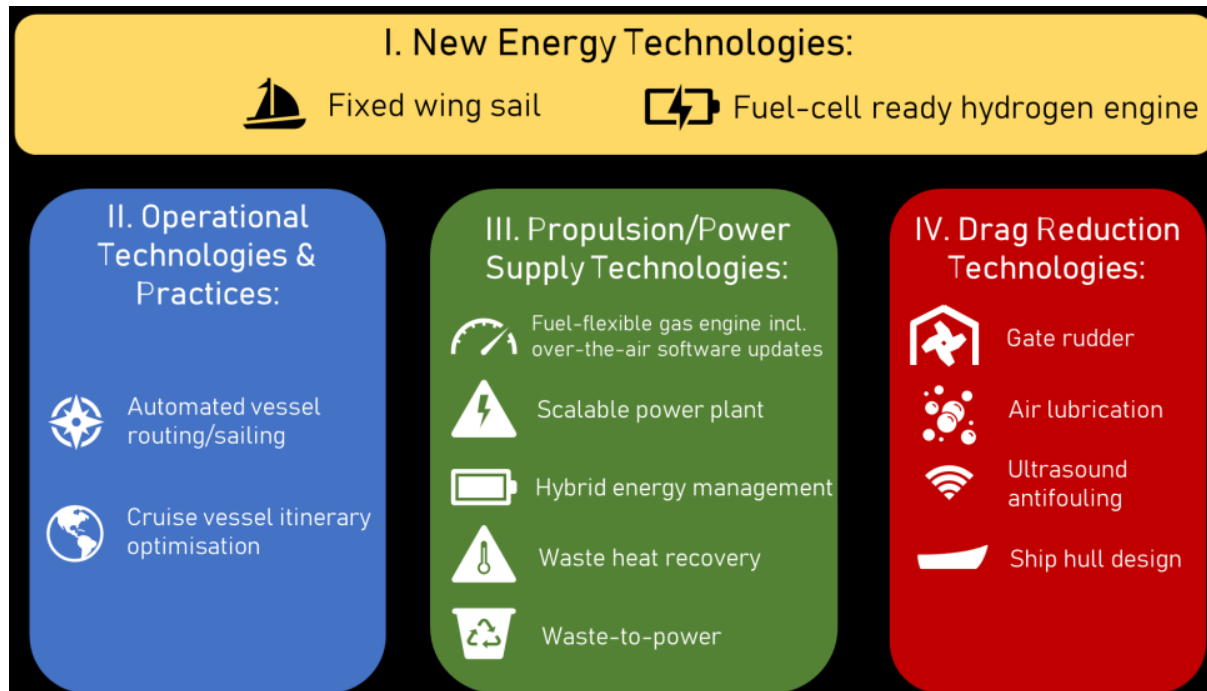 I. New Energy Technologies:
Fixed wing sail
Fuel-cell ready hydrogen engine
II. Operational
Technologies &
Practices:
Automated vessel
routing/sailing
Cruise vessel itinerary
optimisation
III. Propulsion/Power
Supply Technologies:
Fuel-flexible gas engine incl.
over-the-air software updates
Scalable power plant
Hybrid energy management
Waste heat recovery
Waste-to-power
IV. Drag Reduction
Technologies:
Gate rudder
Air lubrication
Ultrasound
antifouling
Ship hull design